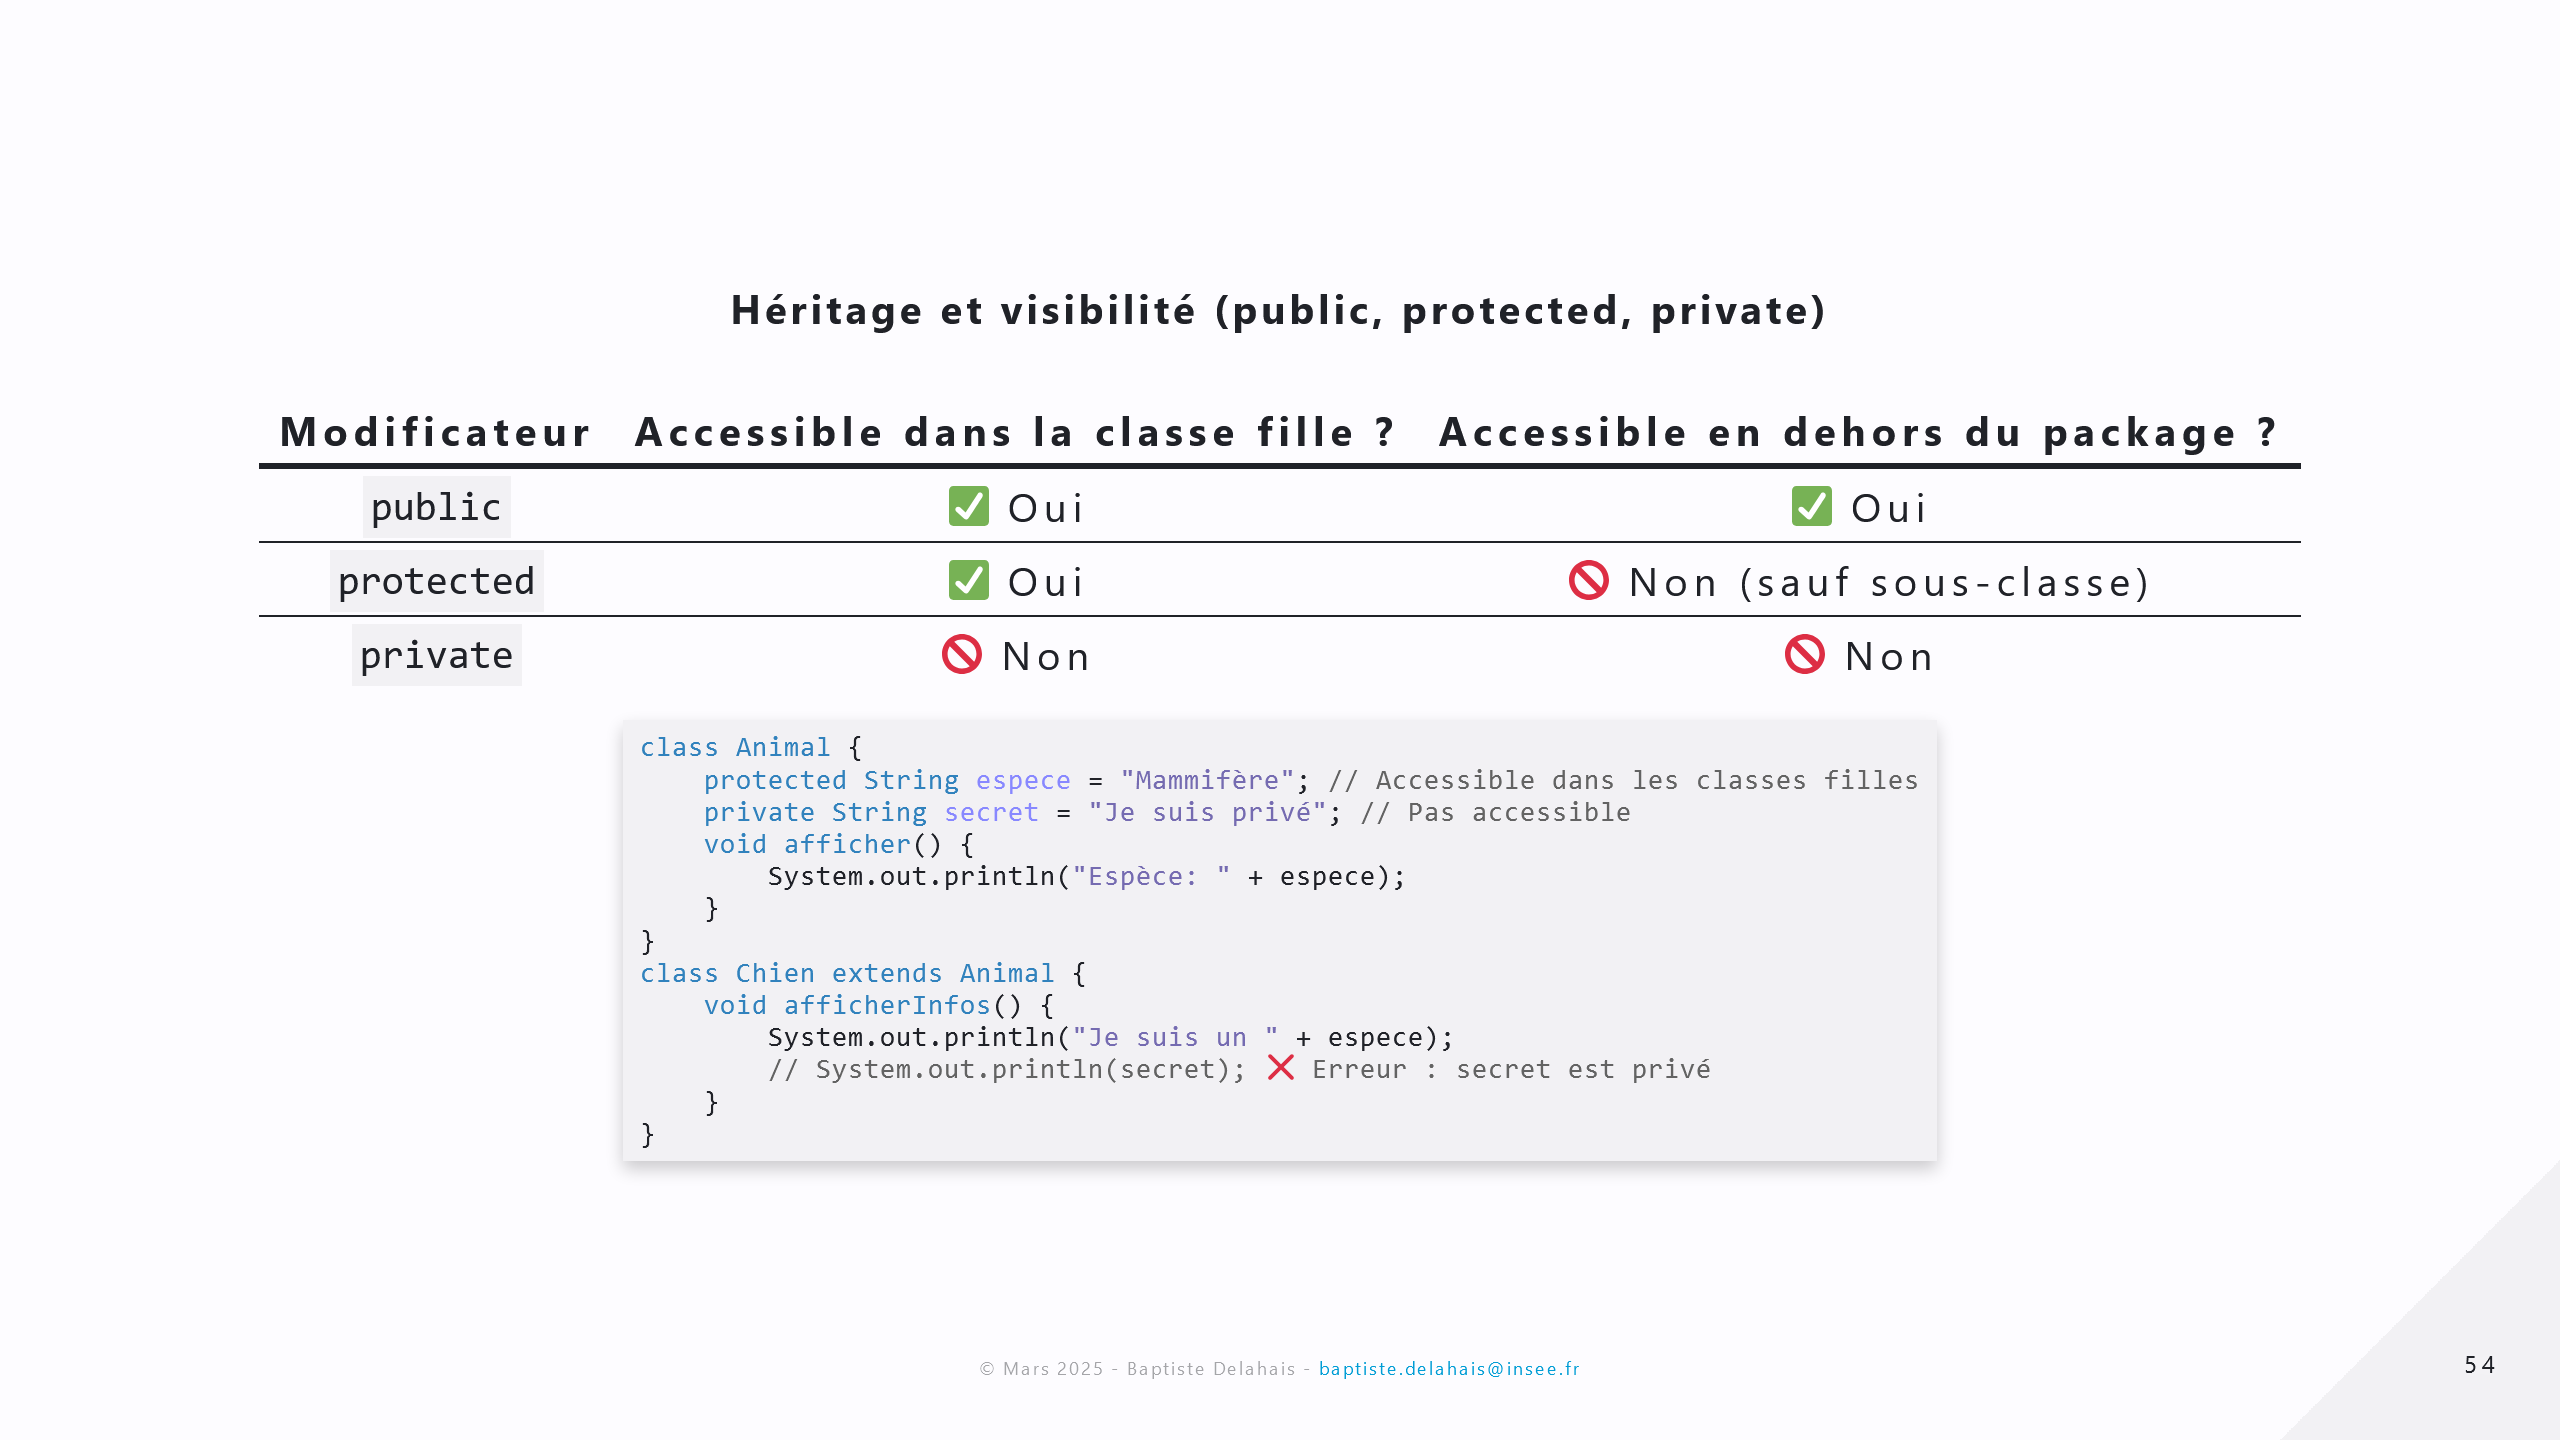 Héritage et visibilité (public, protected, private)
Modificateur Accessible dans la classe fille ? Accessible en dehors du package ?
public ✅ Oui ✅ Oui
protected ✅ Oui 🚫 Non (sauf sous-classe)
private 🚫 Non 🚫 Non
class Animal {
    protected String espece = "Mammifère"; // Accessible dans les classes filles
    private String secret = "Je suis privé"; // Pas accessible
    void afficher() {
        System.out.println("Espèce: " + espece);
    }
}
class Chien extends Animal {
    void afficherInfos() {
        System.out.println("Je suis un " + espece);
        // System.out.println(secret); ❌ Erreur : secret est privé
    }
}
© Mars 2025 - Baptiste Delahais - baptiste.delahais@insee.fr
54